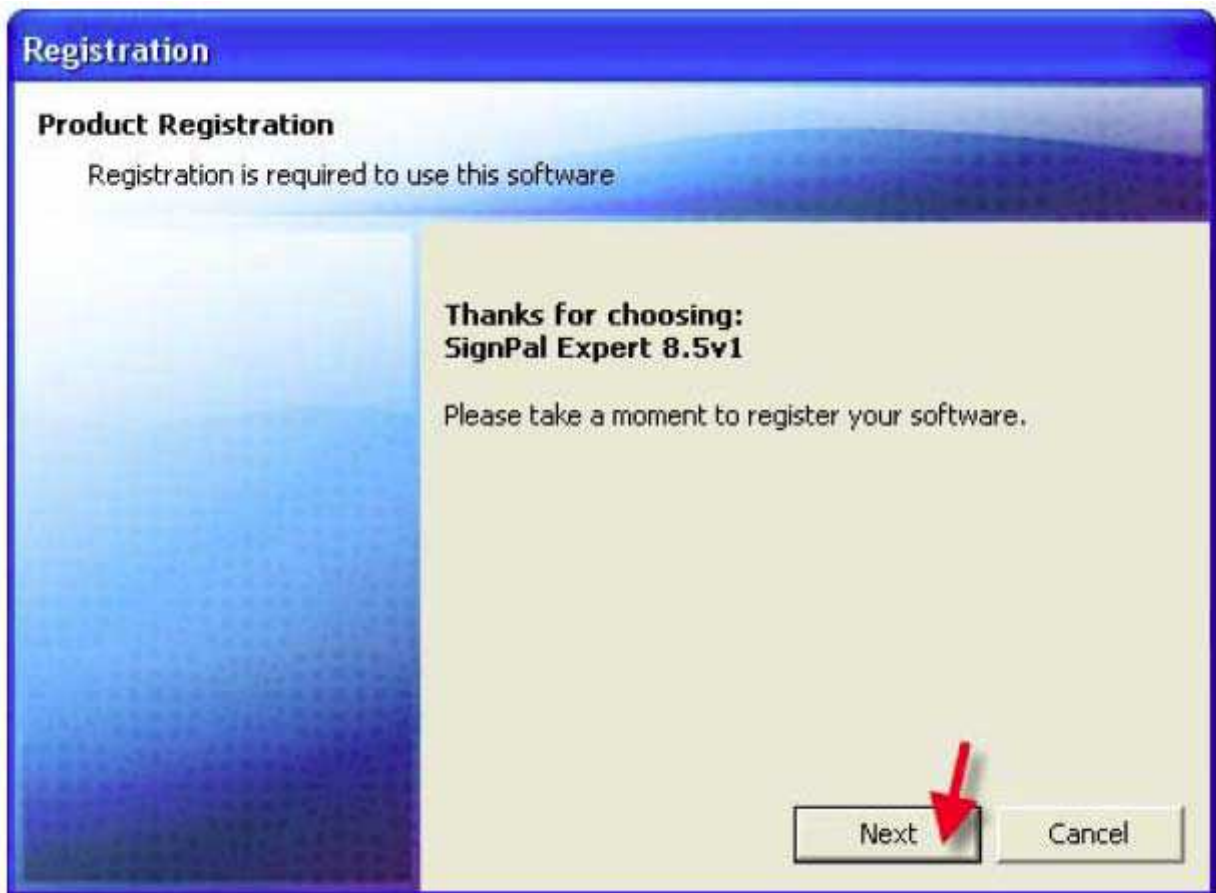 Registration
Product Registration
Registration is required to use this software
Thanks for choosing:
SignPal Expert 8.5v1
Please take a moment to register your software.
Next
Cancel